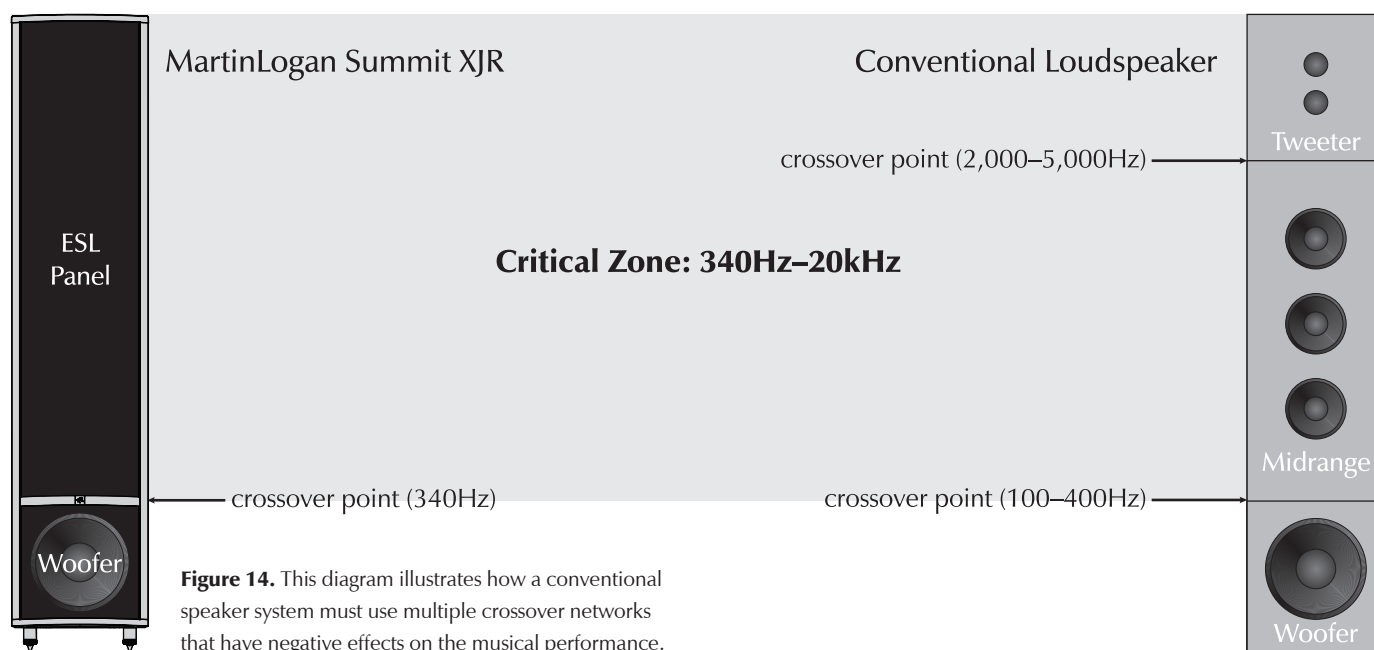 MartinLogan Summit XJR
Conventional Loudspeaker
Tweeter
crossover point (2,000–5,000Hz)
ESL
Panel
Critical Zone: 340Hz–20kHz
Midrange
crossover point (340Hz)
crossover point (100–400Hz)
Woofer
Figure 14. This diagram illustrates how a conventional
speaker system must use multiple crossover networks
that have negative effects on the musical performance.
Woofer